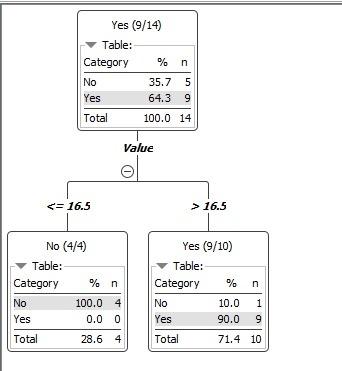 Yes (9/14)
Table:
Category % n
No 35.7 5
Yes 64.3 9
Total 100.0 14
Value
<= 16.5
> 16.5
No (4/4)
Table:
Category % n
No 100.0 4
Yes 0.0 0
Total 28.6 4
Yes (9/10)
Table:
Category % n
No 10.0 1
Yes 90.0 9
Total 71.4 10